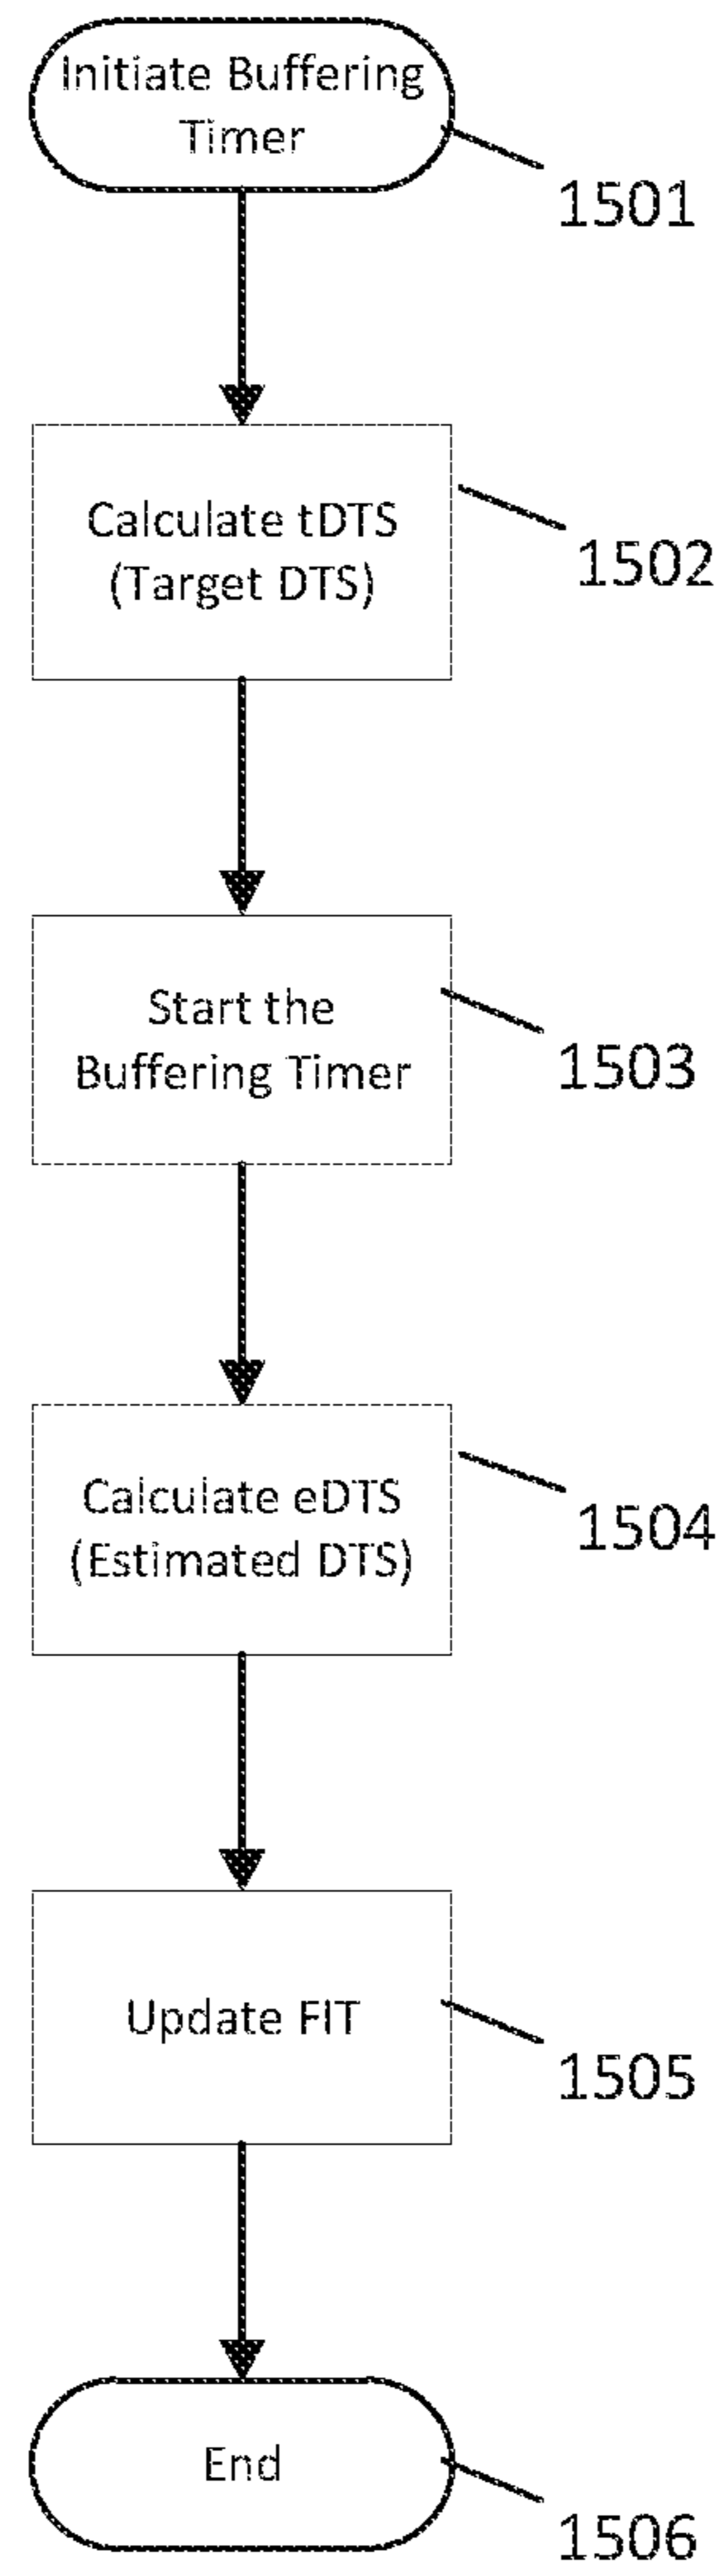 Initiate Buffering
Timer
1501
Calculate tDTS
(Target DTS)
1502
Start the
Buffering Timer
1503
Calculate eDTS
(Estimated DTS)
1504
Update FIT
1505
End
1506